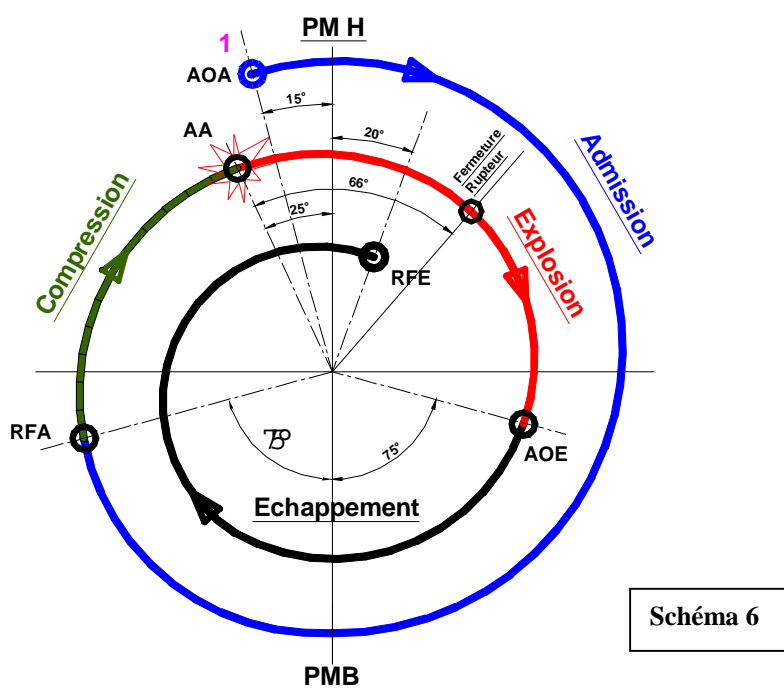 PM H
1
AOA
15°
AA
20°
Fermeture
Rupteur
66°
25°
Admission
Compression
Explosion
RFE
RFA
75°
75°
AOE
Echappement
Schéma 6
PMB